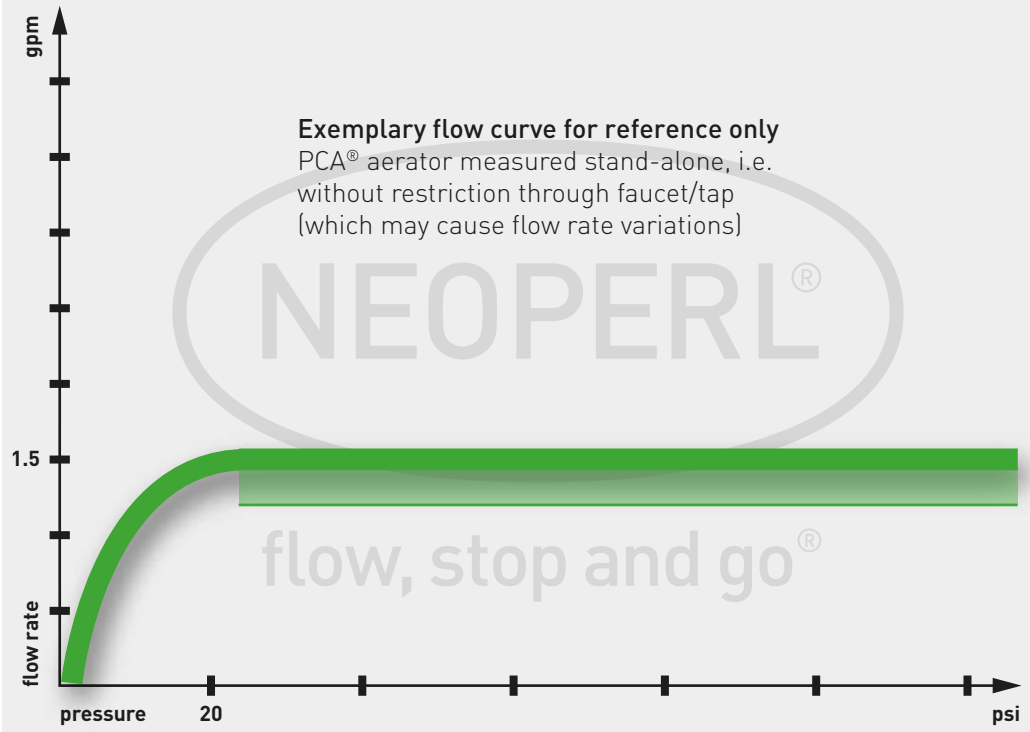 gpm
Exemplary flow curve for reference only
PCA® aerator measured stand-alone, i.e.
without restriction through faucet/tap
(which may cause flow rate variations)
NEOPERL®
1.5
flow, stop and go®
flow rate
pressure 20 psi